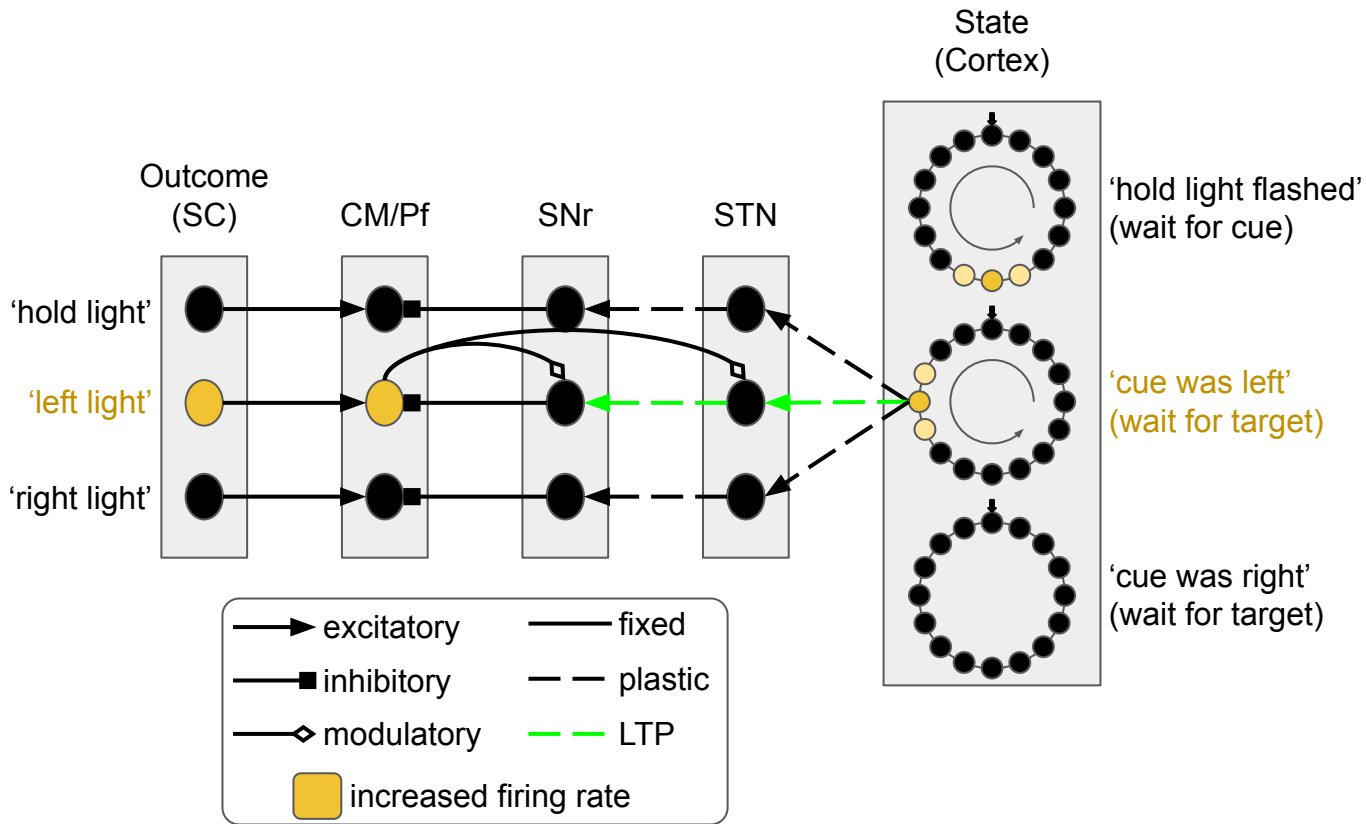 State
(Cortex)
Outcome
(SC)
CM/Pf
SNr
STN
‘hold light flashed’
(wait for cue)
‘hold light’
‘left light’
‘cue was left’
(wait for target)
‘right light’
‘cue was right’
(wait for target)
excitatory
fixed
inhibitory
plastic
modulatory
LTP
increased firing rate